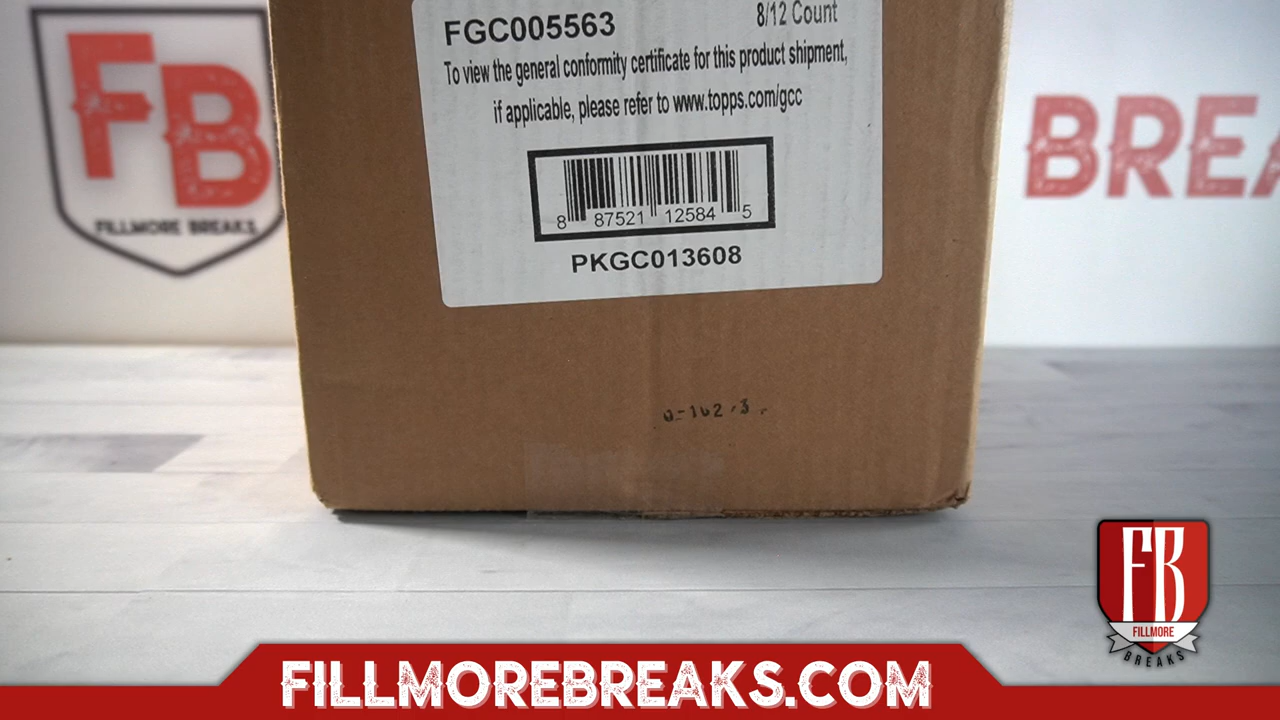 FB
FILLMORE BREAKS
FGC005563
8/12 Count
To view the general conformity certificate for this product shipment,
if applicable, please refer to www.topps.com/gcc
8 87521 12584 5
PKGC013608
BREA
FB
FILLMORE
BREAKS
FILLMOREBREAKS.COM